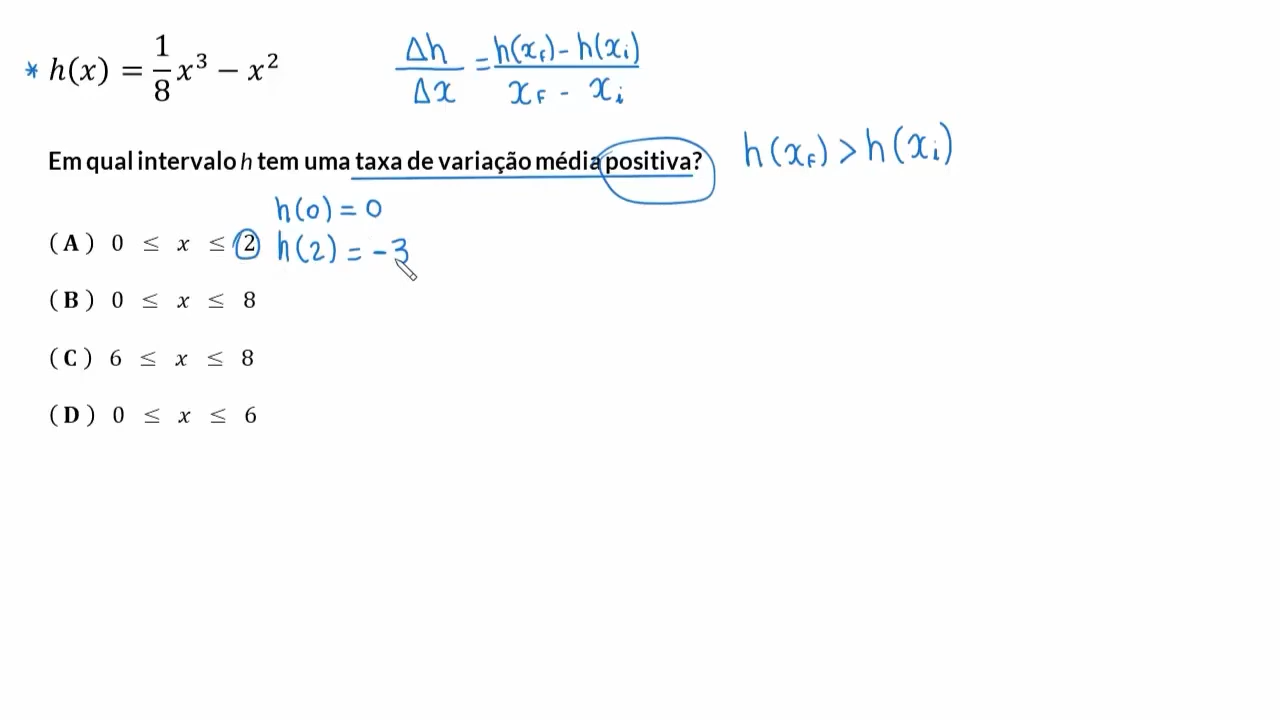 * h(x) = 1/8 x³ − x²
Δh/Δx = (h(x_F) - h(x_i))/(x_F - x_i)
Em qual intervalo h tem uma taxa de variação média positiva?
h(x_F) > h(x_i)
h(0) = 0
(A) 0 ≤ x ≤ 2
h(2) = -3
(B) 0 ≤ x ≤ 8
(C) 6 ≤ x ≤ 8
(D) 0 ≤ x ≤ 6